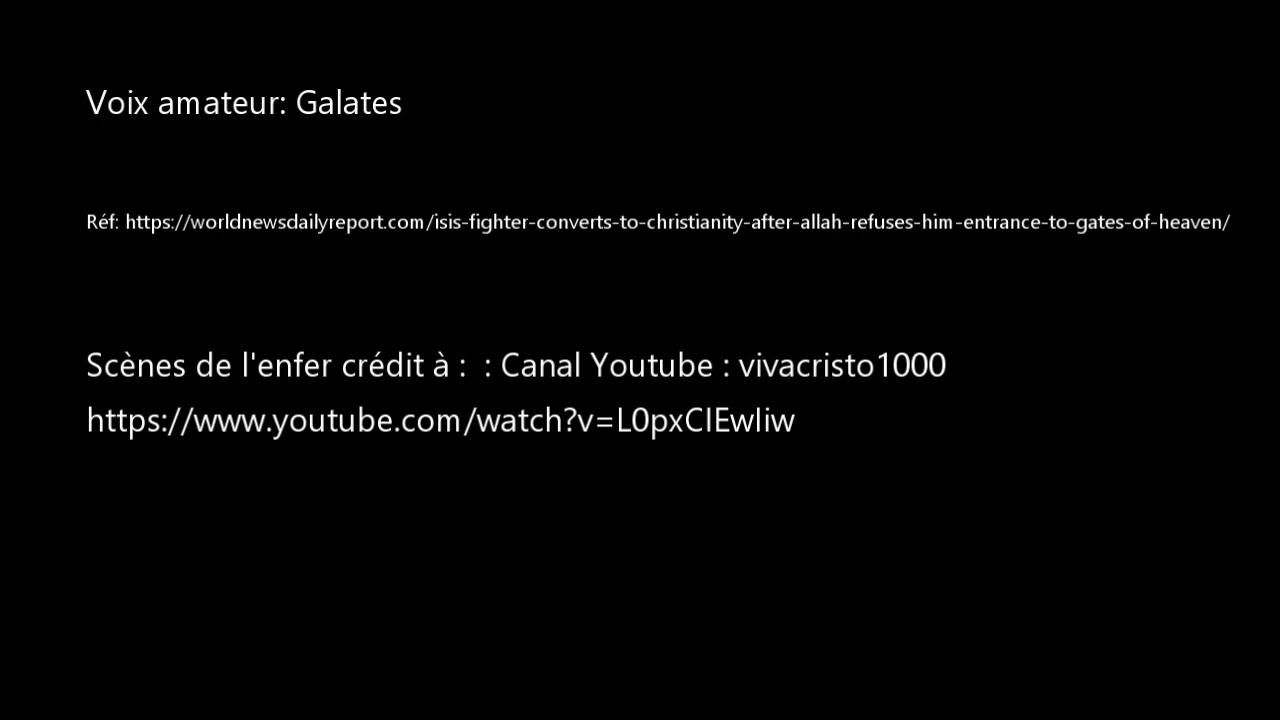 Voix amateur: Galates
Réf: https://worldnewsdailyreport.com/isis-fighter-converts-to-christianity-after-allah-refuses-him-entrance-to-gates-of-heaven/
Scènes de l'enfer crédit à :  : Canal Youtube : vivacristo1000
https://www.youtube.com/watch?v=L0pxCIEwIiw